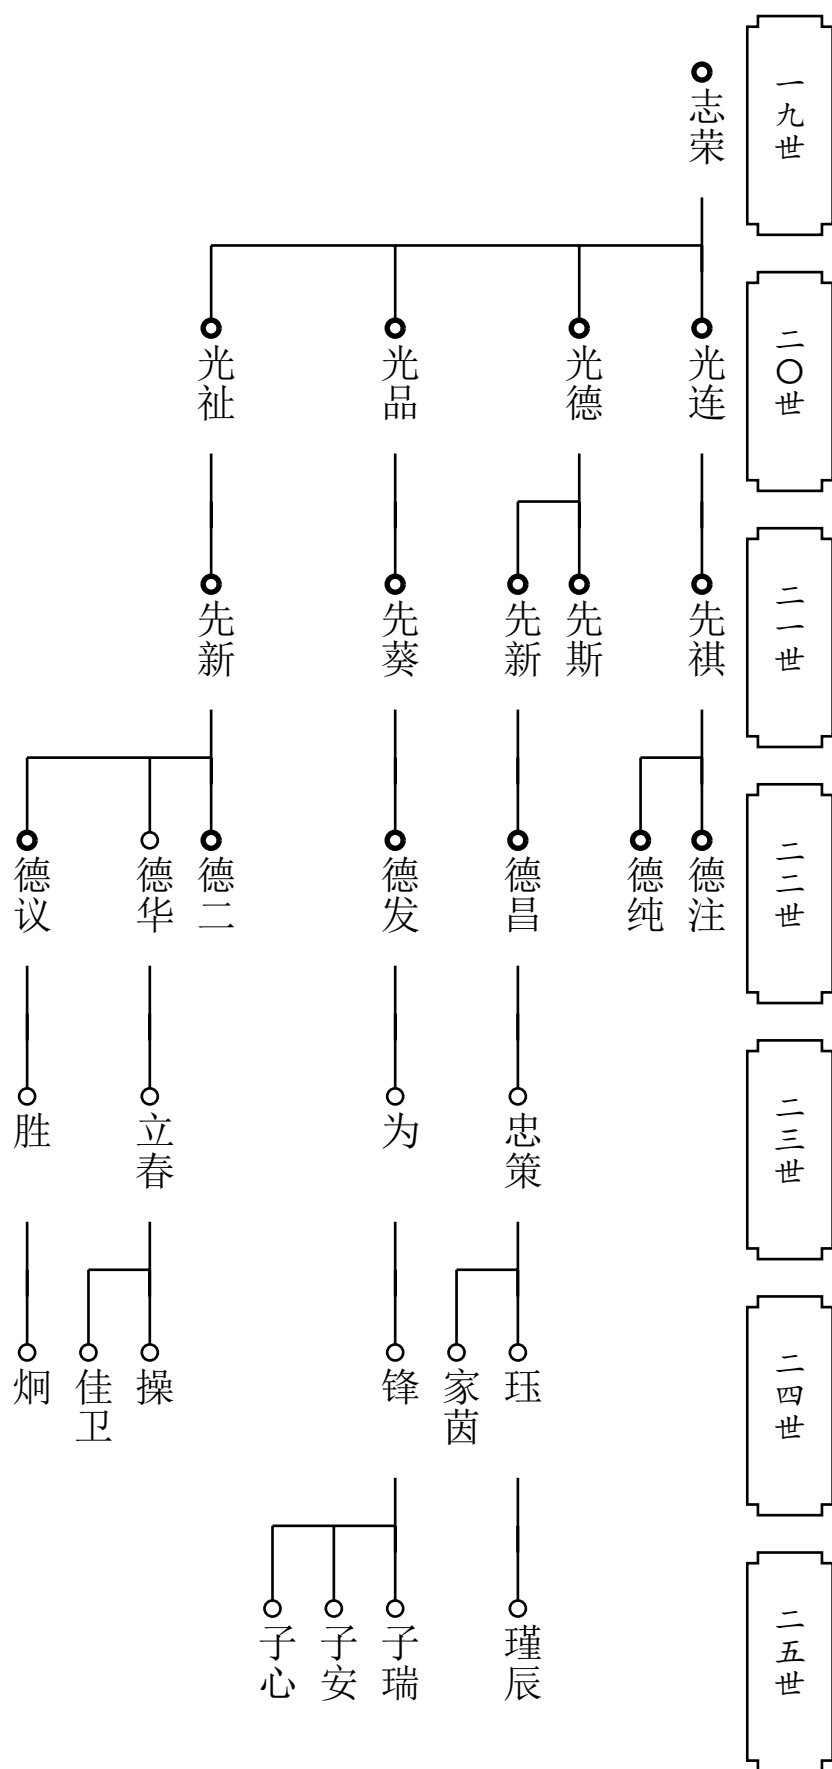 一九世
志荣
二〇世
光连
光德
光品
光祉
二一世
先祺
先斯
先新
先葵
先新
二二世
德注
德纯
德昌
德发
德二
德华
德议
二三世
忠策
为
立春
胜
二四世
珏
家茵
锋
操
佳卫
炯
二五世
瑾辰
子瑞
子安
子心